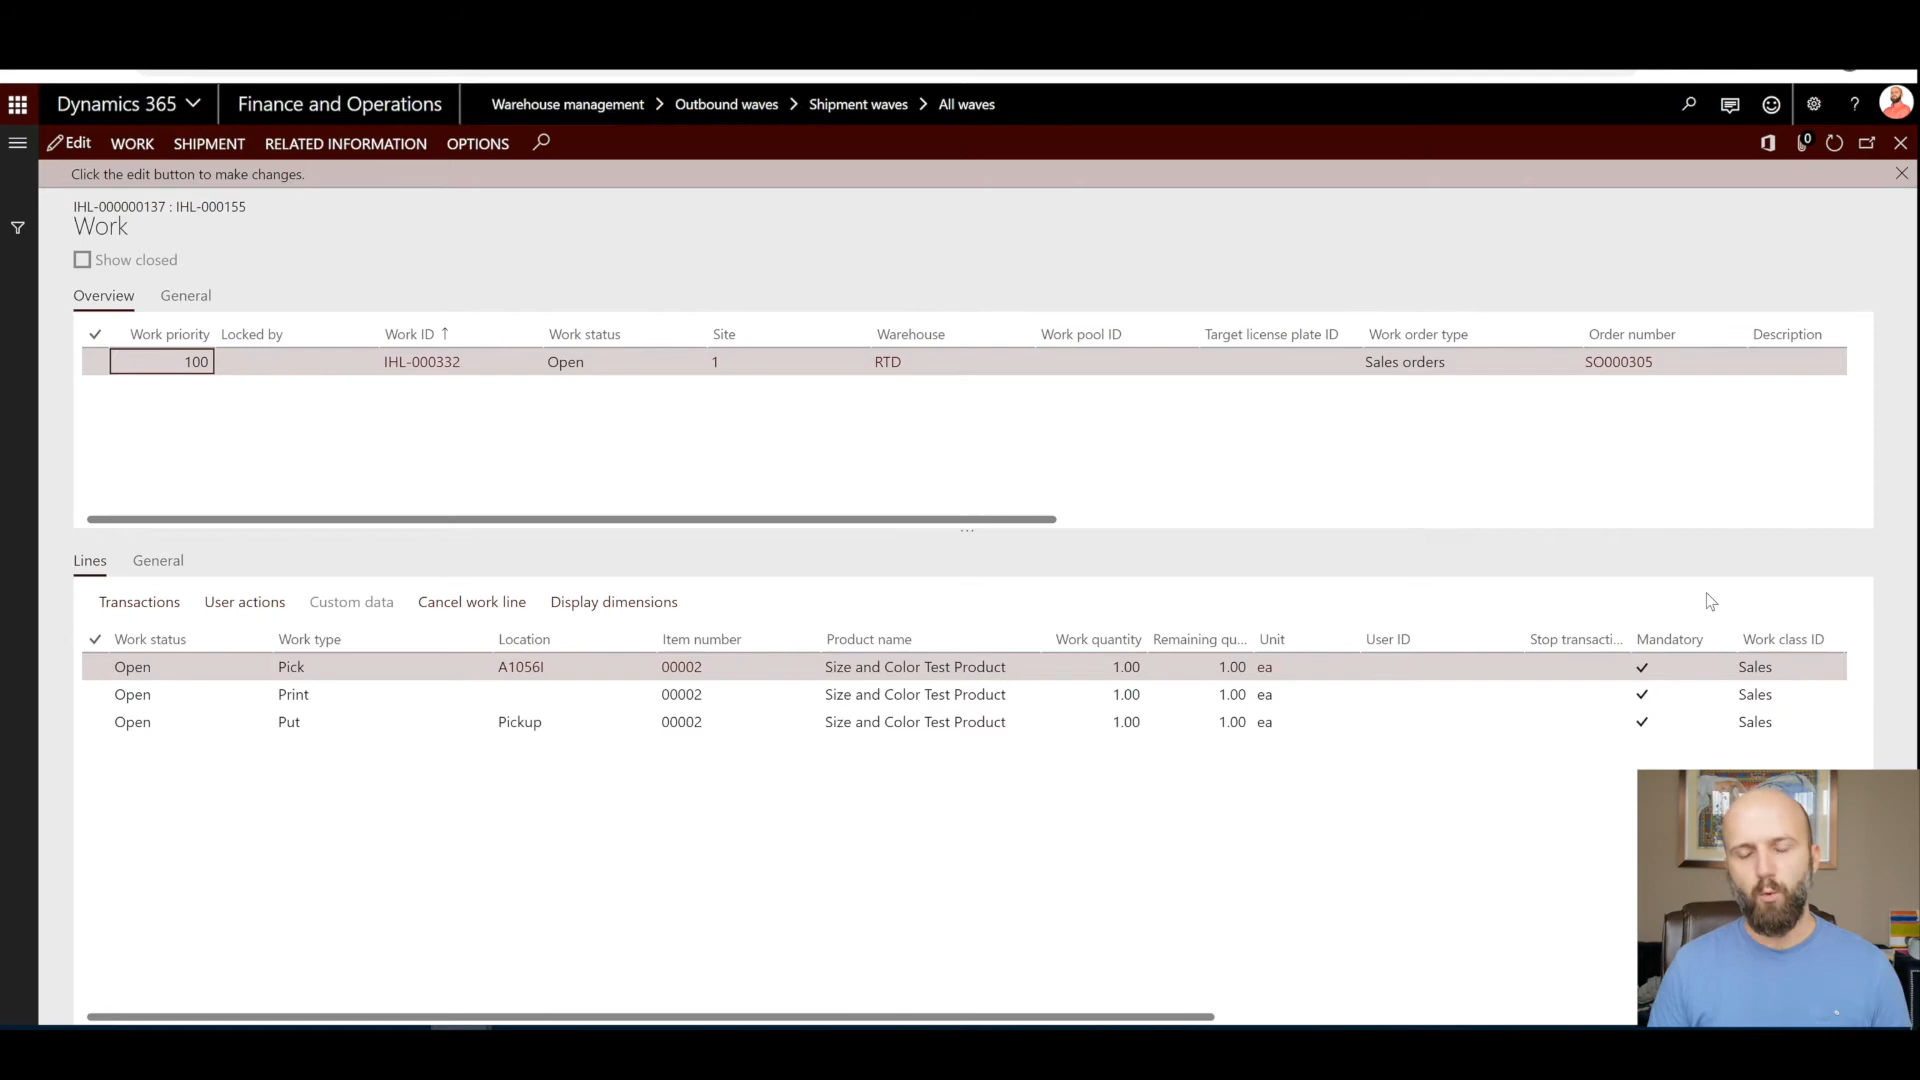 Dynamics 365
Finance and Operations
Warehouse management > Outbound waves > Shipment waves > All waves
?
Edit WORK SHIPMENT RELATED INFORMATION OPTIONS
0
Click the edit button to make changes.
IHL-000000137 : IHL-000155
Work
Show closed
Overview General
Work priority Locked by Work ID ↑ Work status Site Warehouse Work pool ID Target license plate ID Work order type Order number Description
100 IHL-000332 Open 1 RTD Sales orders SO000305
...
Lines General
Transactions User actions Custom data Cancel work line Display dimensions
Work status Work type Location Item number Product name Work quantity Remaining qu... Unit User ID Stop transacti... Mandatory Work class ID
Open Pick A1056I 00002 Size and Color Test Product 1.00 1.00 ea Sales
Open Print 00002 Size and Color Test Product 1.00 1.00 ea Sales
Open Put Pickup 00002 Size and Color Test Product 1.00 1.00 ea Sales